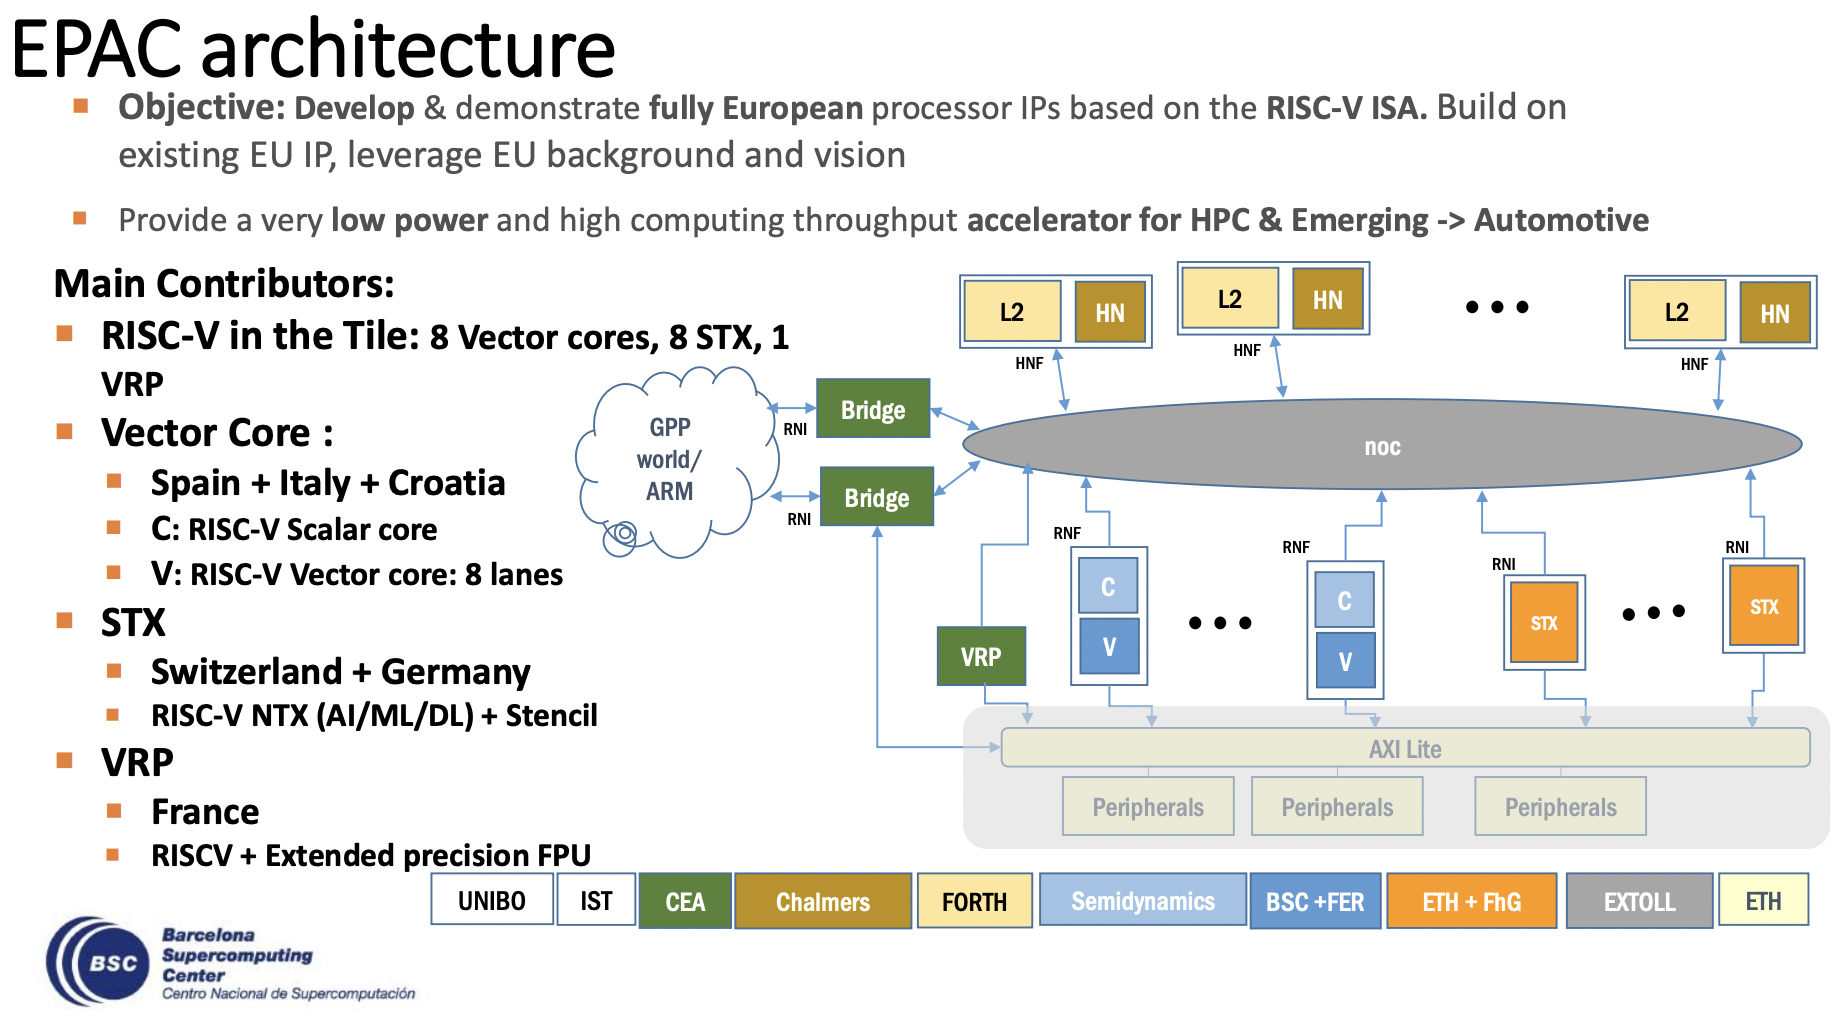 EPAC architecture
Objective: Develop & demonstrate fully European processor IPs based on the RISC-V ISA. Build on
existing EU IP, leverage EU background and vision
Provide a very low power and high computing throughput accelerator for HPC & Emerging -> Automotive
Main Contributors:
RISC-V in the Tile: 8 Vector cores, 8 STX, 1
VRP
Vector Core :
Spain + Italy + Croatia
C: RISC-V Scalar core
V: RISC-V Vector core: 8 lanes
STX
Switzerland + Germany
RISC-V NTX (AI/ML/DL) + Stencil
VRP
France
RISCV + Extended precision FPU
L2
HN
HNF
L2
HN
HNF
L2
HN
HNF
GPP
world/
ARM
RNI
Bridge
RNI
Bridge
noc
VRP
RNF
C
V
RNF
C
V
RNI
STX
RNI
STX
AXI Lite
Peripherals
Peripherals
Peripherals
UNIBO
IST
CEA
Chalmers
FORTH
Semidynamics
BSC +FER
ETH + FhG
EXTOLL
ETH
BSC
Barcelona
Supercomputing
Center
Centro Nacional de Supercomputación